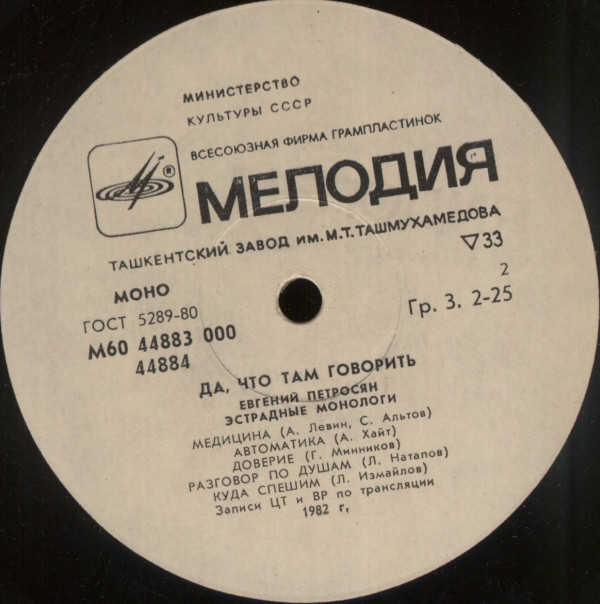 МИНИСТЕРСТВО
КУЛЬТУРЫ СССР
ВСЕСОЮЗНАЯ ФИРМА ГРАМПЛАСТИНОК
®
МЕЛОДИЯ
ТАШКЕНТСКИЙ ЗАВОД ИМ. М.Т. ТАШМУХАМЕДОВА
▽33
МОНО
2
ГОСТ 5289-80
Гр. 3. 2-25
М60 44883 000
44884
ДА, ЧТО ТАМ ГОВОРИТЬ
ЕВГЕНИЙ ПЕТРОСЯН
ЭСТРАДНЫЕ МОНОЛОГИ
МЕДИЦИНА (А. Левин, С. Альтов)
АВТОМАТИКА (А. Хайт)
ДОВЕРИЕ (Г. Минников)
РАЗГОВОР ПО ДУШАМ (Л. Натапов)
КУДА СПЕШИМ (Л. Измайлов)
Записи ЦТ и ВР по трансляции
1982 г,